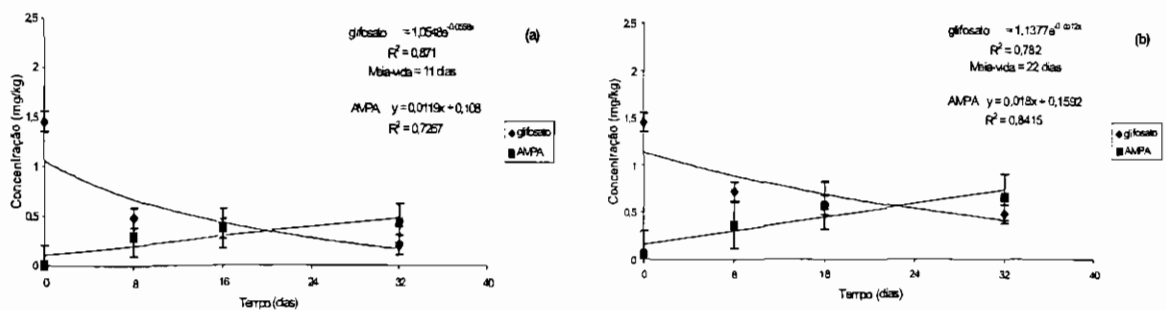 (a)
glifosato = 1,0548e
R² = 0,871
Meia-vida = 11 dias
AMPA y = 0,0119x + 0,108
R² = 0,7267
glifosato
AMPA
Concentração (mg/kg)
2,5
2
1,5
1
0,5
0
0 8 16 24 32 40
Tempo (dias)
(b)
glifosato = 1,1377e
R² = 0,782
Meia-vida = 22 dias
AMPA y = 0,018x + 0,1592
R² = 0,8415
glifosato
AMPA
Concentração (mg/kg)
2,5
2
1,5
1
0,5
0
0 8 18 24 32 40
Tempo (dias)